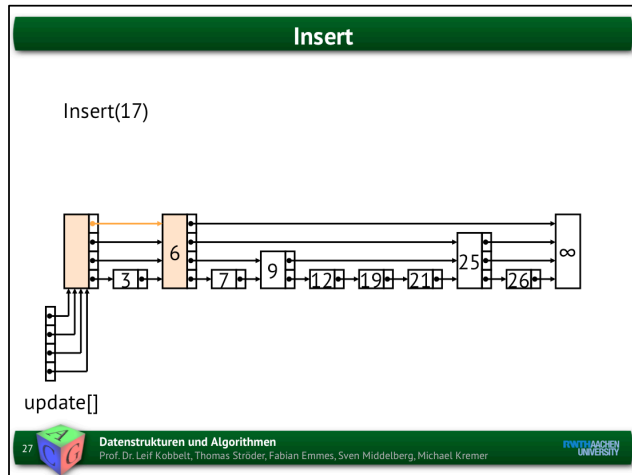 Insert
Insert(17)
6
25
∞
9
3
7
12
19
21
26
update[]
27
A
C
G
Datenstrukturen und Algorithmen
Prof. Dr. Leif Kobbelt, Thomas Ströder, Fabian Emmes, Sven Middelberg, Michael Kremer
RWTHAACHEN
UNIVERSITY